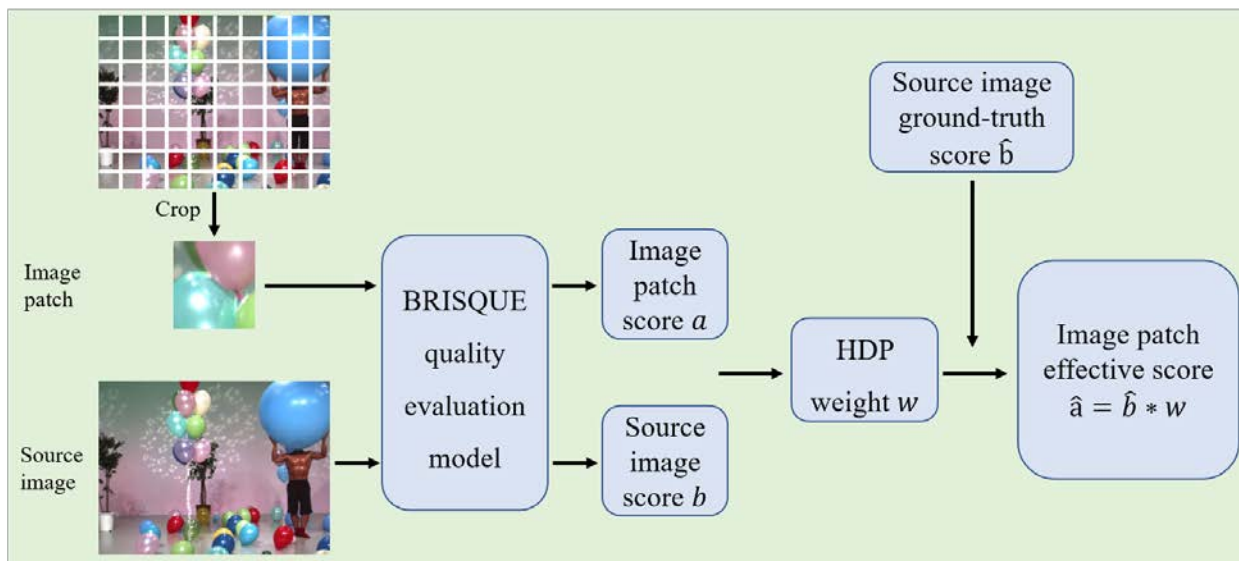 Crop
Image
patch
Source
image
BRISQUE
quality
evaluation
model
Image
patch
score a
Source
image
score b
HDP
weight w
Source image
ground-truth
score b̂
Image patch
effective score
â = b̂ * w